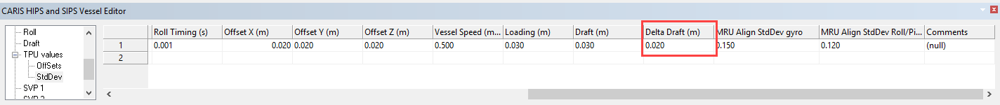 CARIS HIPS and SIPS Vessel Editor
Roll
Draft
TPU values
OffSets
StdDev
SVP 1
Roll Timing (s) Offset X (m) Offset Y (m) Offset Z (m) Vessel Speed (m... Loading (m) Draft (m) Delta Draft (m) MRU Align StdDev gyro MRU Align StdDev Roll/Pi... Comments
1 0.001 0.020 0.020 0.020 0.500 0.030 0.030 0.020 0.150 0.120 (null)
2